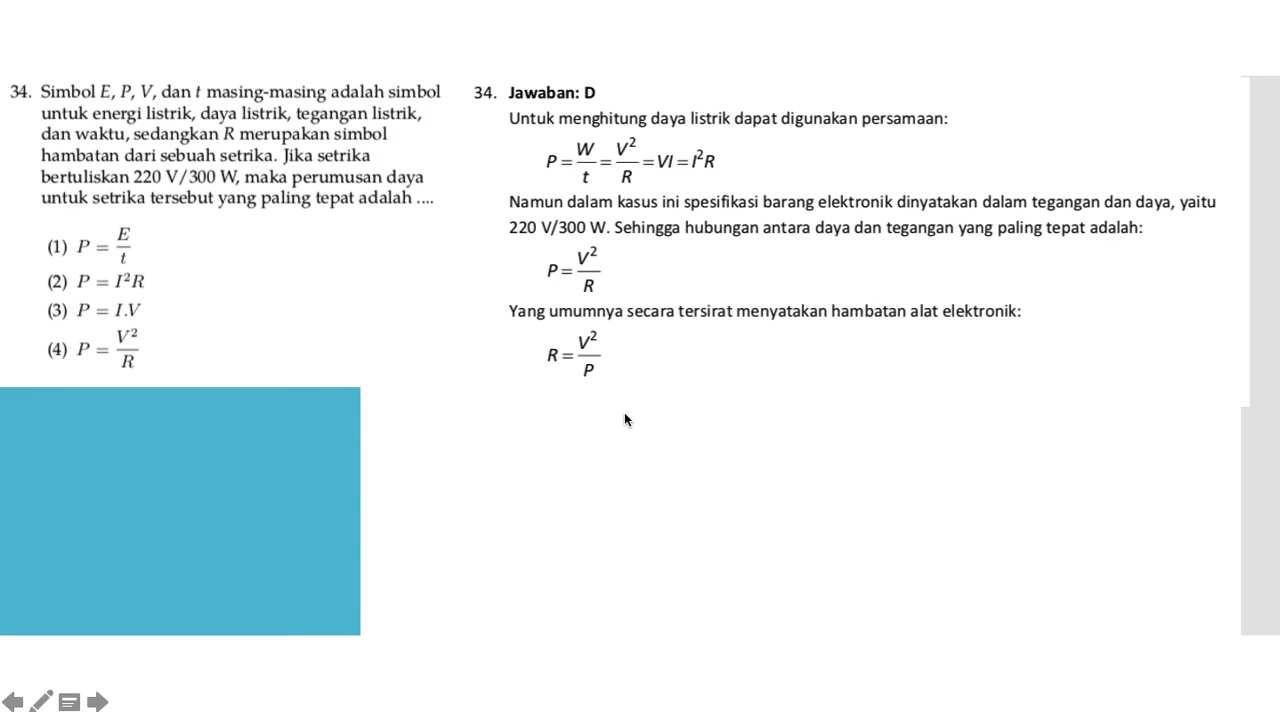 34. Simbol E, P, V, dan t masing-masing adalah simbol
untuk energi listrik, daya listrik, tegangan listrik,
dan waktu, sedangkan R merupakan simbol
hambatan dari sebuah setrika. Jika setrika
bertuliskan 220 V/300 W, maka perumusan daya
untuk setrika tersebut yang paling tepat adalah ....
(1) P = E/t
(2) P = I²R
(3) P = I.V
(4) P = V²/R
34. Jawaban: D
Untuk menghitung daya listrik dapat digunakan persamaan:
P = W/t = V²/R = VI = I²R
Namun dalam kasus ini spesifikasi barang elektronik dinyatakan dalam tegangan dan daya, yaitu
220 V/300 W. Sehingga hubungan antara daya dan tegangan yang paling tepat adalah:
P = V²/R
Yang umumnya secara tersirat menyatakan hambatan alat elektronik:
R = V²/P